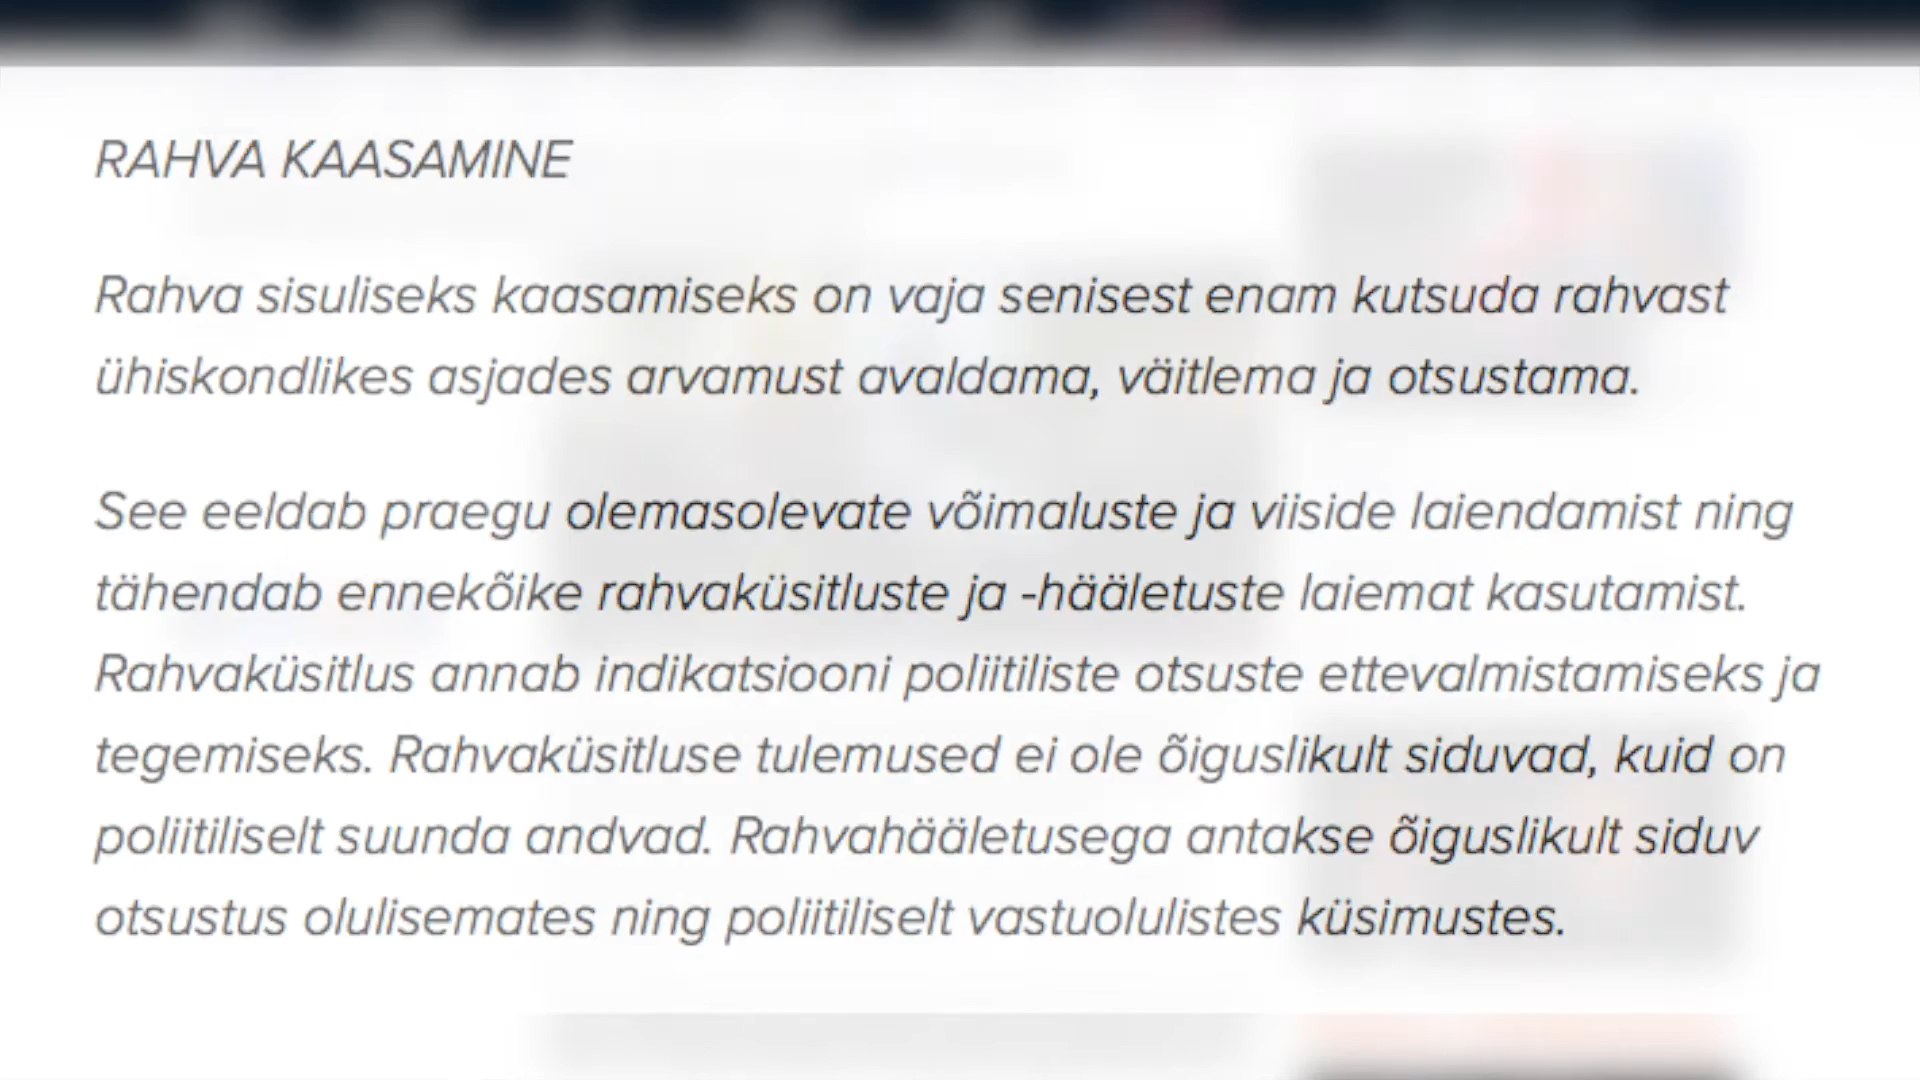 RAHVA KAASAMINE
Rahva sisuliseks kaasamiseks on vaja senisest enam kutsuda rahvast
ühiskondlikes asjades arvamust avaldama, väitlema ja otsustama.
See eeldab praegu olemasolevate võimaluste ja viiside laiendamist ning
tähendab ennekõike rahvaküsitluste ja -hääletuste laiemat kasutamist.
Rahvaküsitlus annab indikatsiooni poliitiliste otsuste ettevalmistamiseks ja
tegemiseks. Rahvaküsitluse tulemused ei ole õiguslikult siduvad, kuid on
poliitiliselt suunda andvad. Rahvahääletusega antakse õiguslikult siduv
otsustus olulisemates ning poliitiliselt vastuolulistes küsimustes.